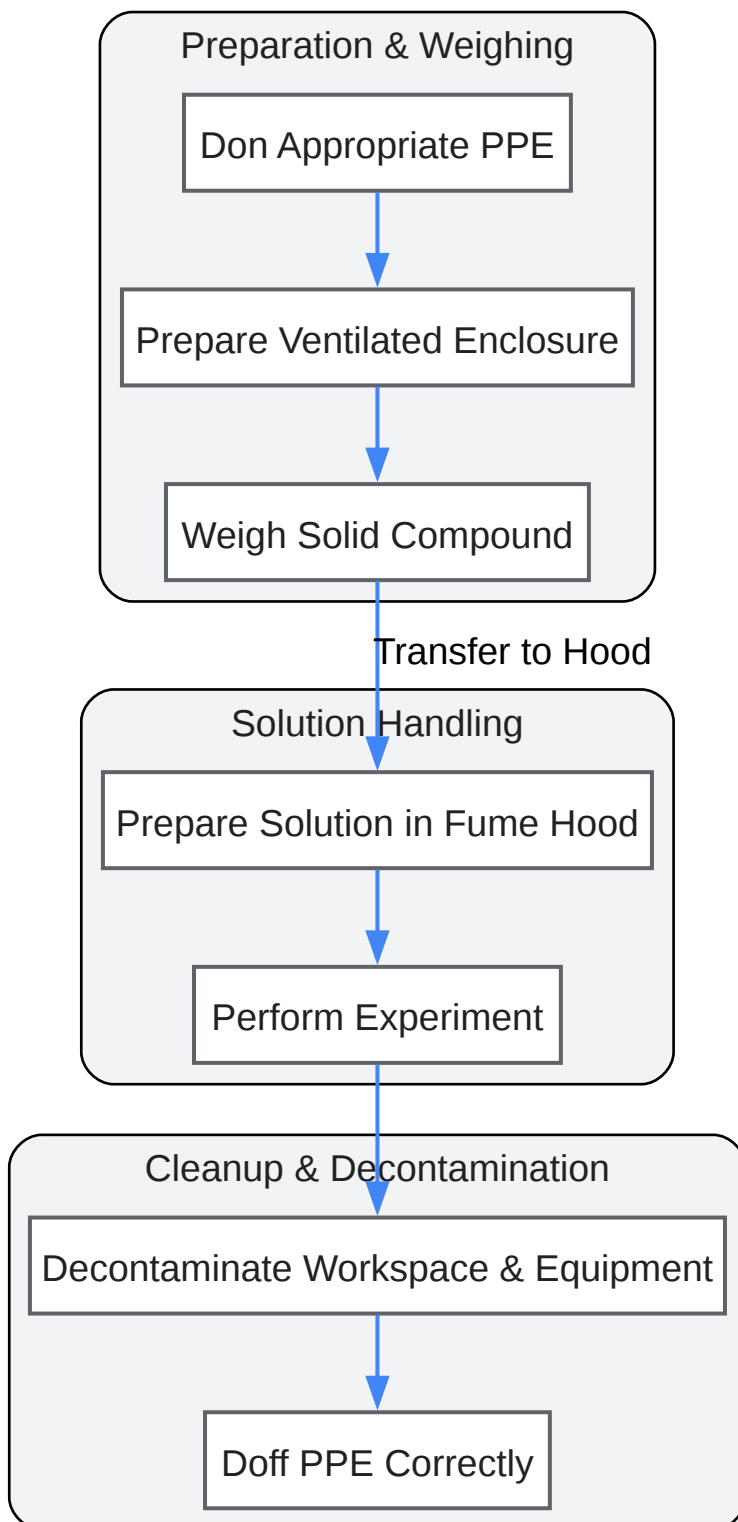 Preparation & Weighing
Don Appropriate PPE
Prepare Ventilated Enclosure
Weigh Solid Compound
Transfer to Hood
Solution Handling
Prepare Solution in Fume Hood
Perform Experiment
Cleanup & Decontamination
Decontaminate Workspace & Equipment
Doff PPE Correctly